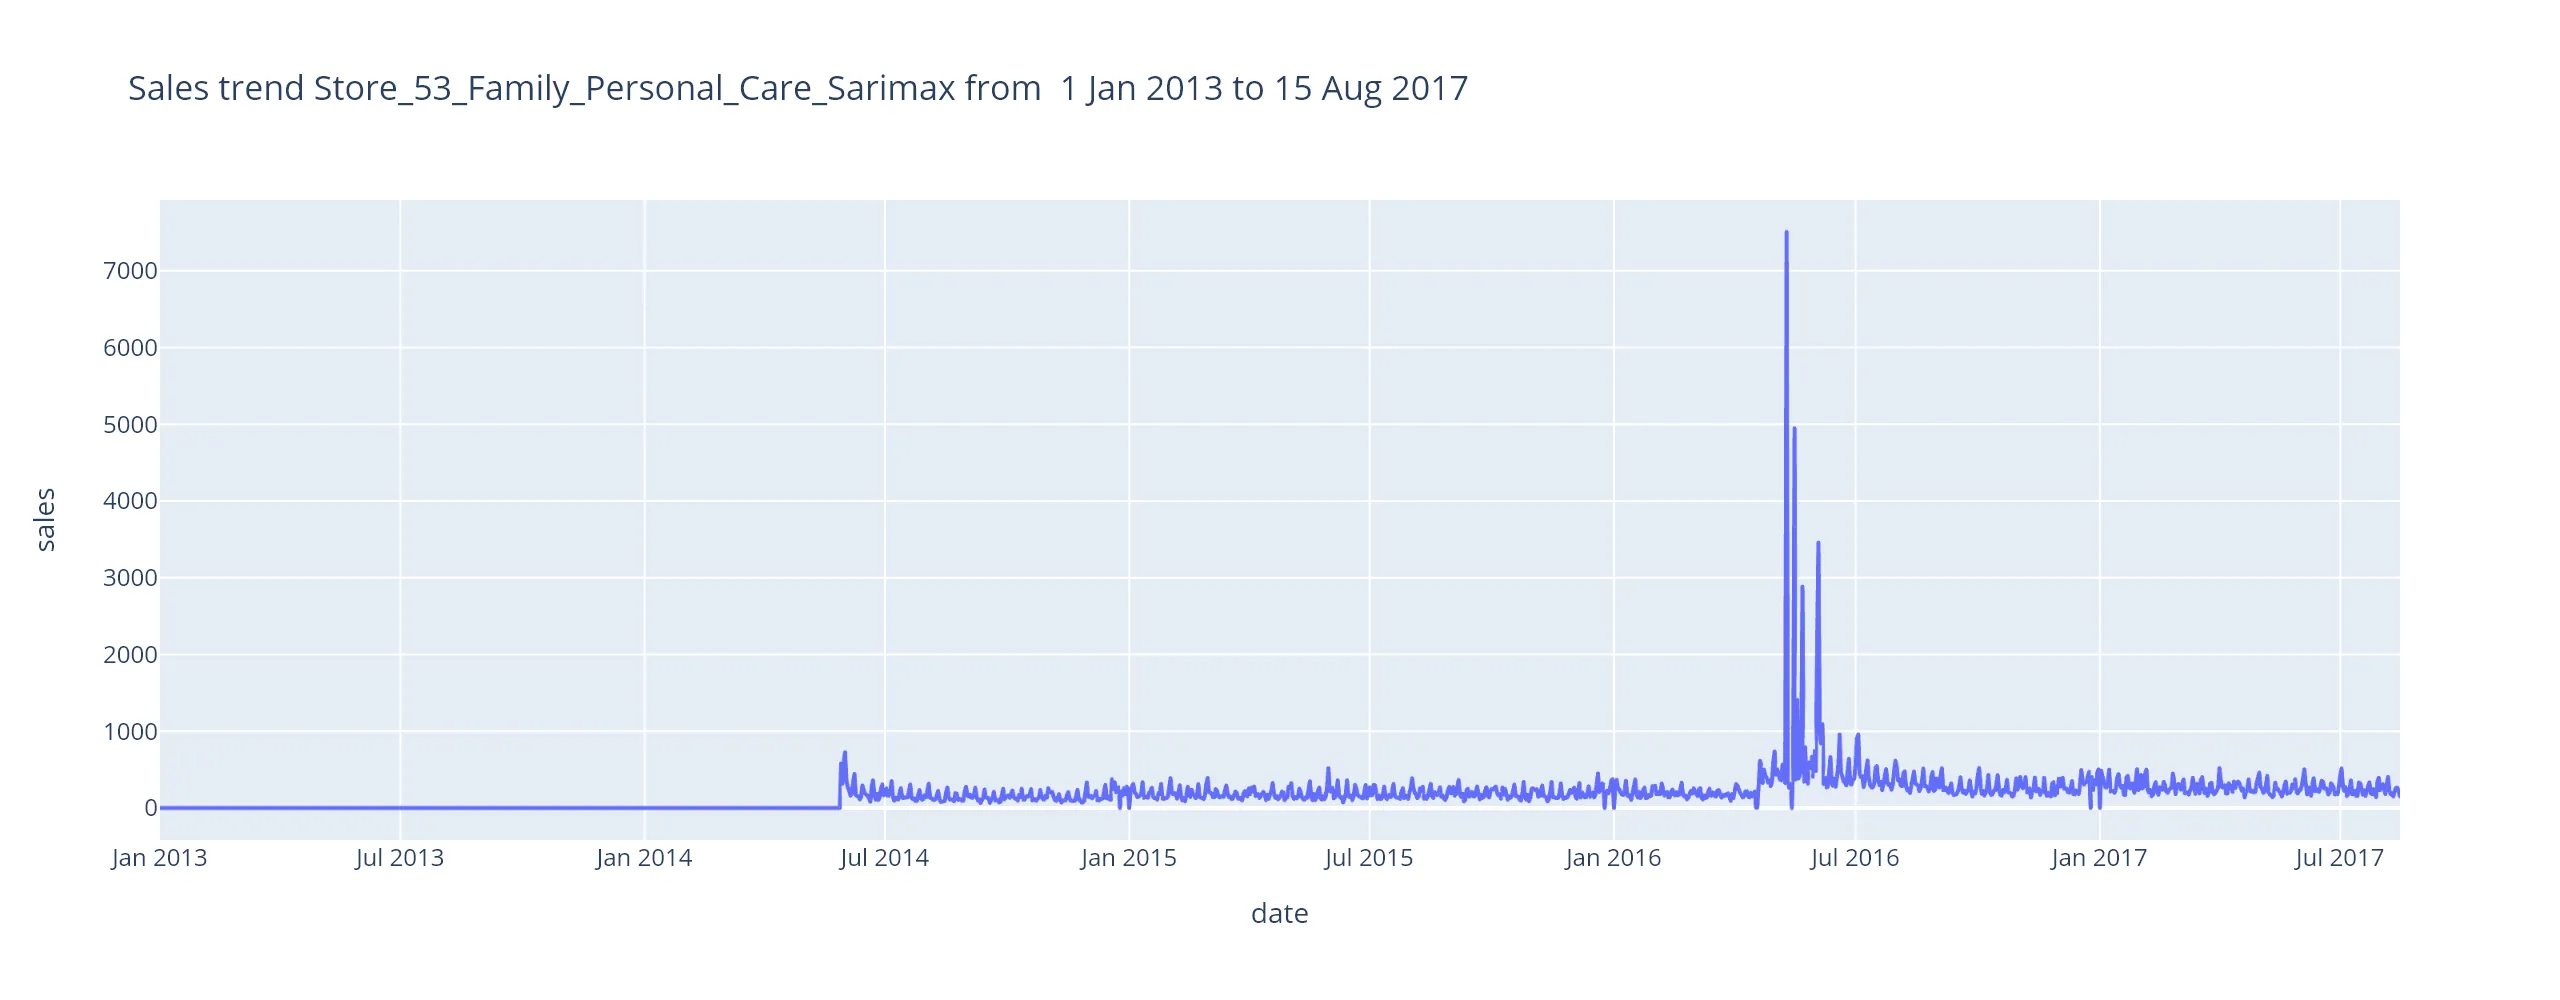 Sales trend Store_53_Family_Personal_Care_Sarimax from  1 Jan 2013 to 15 Aug 2017
7000
6000
5000
4000
3000
2000
1000
0
sales
Jan 2013 Jul 2013 Jan 2014 Jul 2014 Jan 2015 Jul 2015 Jan 2016 Jul 2016 Jan 2017 Jul 2017
date